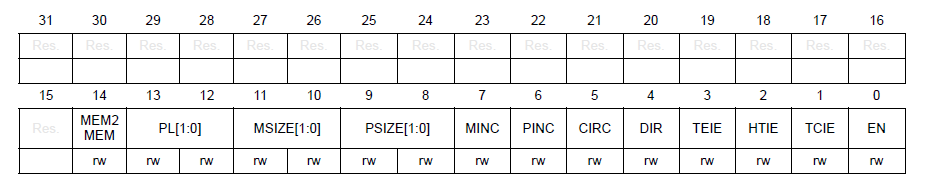 31 30 29 28 27 26 25 24 23 22 21 20 19 18 17 16
Res. Res. Res. Res. Res. Res. Res. Res. Res. Res. Res. Res. Res. Res. Res. Res.
15 14 13 12 11 10 9 8 7 6 5 4 3 2 1 0
Res. MEM2 MEM PL[1:0] MSIZE[1:0] PSIZE[1:0] MINC PINC CIRC DIR TEIE HTIE TCIE EN
rw rw rw rw rw rw rw rw rw rw rw rw rw rw rw